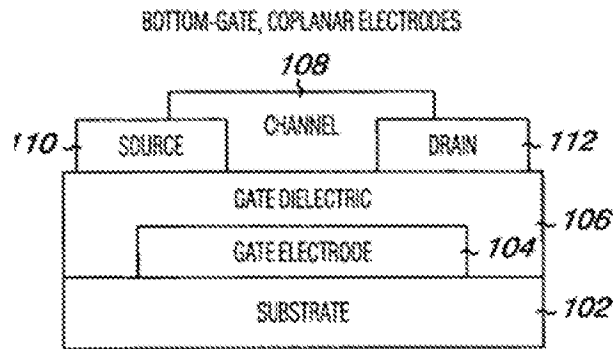 BOTTOM-GATE, COPLANAR ELECTRODES
108
CHANNEL
110 SOURCE DRAIN 112
GATE DIELECTRIC
106
GATE ELECTRODE 104
SUBSTRATE 102